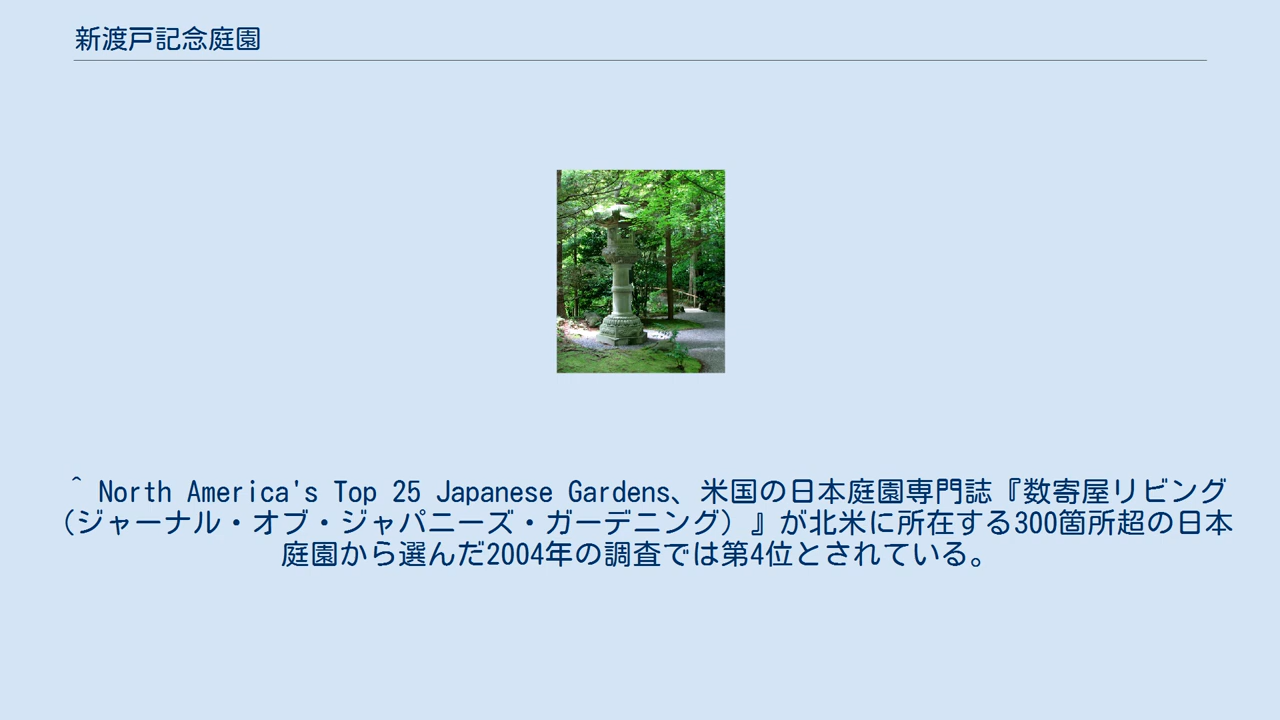 新渡戸記念庭園
^ North America's Top 25 Japanese Gardens、米国の日本庭園専門誌『数寄屋リビング
（ジャーナル・オブ・ジャパニーズ・ガーデニング）』が北米に所在する300箇所超の日本
庭園から選んだ2004年の調査では第4位とされている。